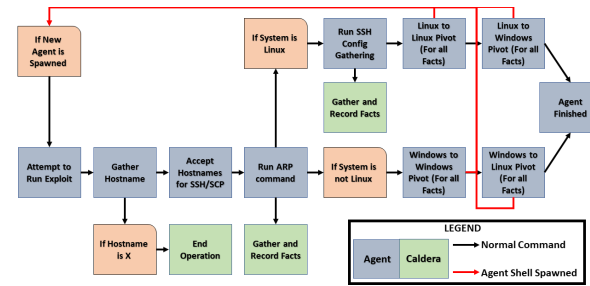 If New
Agent is
Spawned
If System is
Linux
Run SSH
Config
Gathering
Linux to
Linux Pivot
(For all
Facts)
Linux to
Windows
Pivot (For all
Facts)
Gather and
Record Facts
Agent
Finished
Attempt to
Run Exploit
Gather
Hostname
Accept
Hostnames
for SSH/SCP
Run ARP
command
If System is
not Linux
Windows to
Windows
Pivot (For all
Facts)
Windows to
Linux Pivot
(For all
Facts)
If Hostname
is X
End
Operation
Gather and
Record Facts
LEGEND
Agent
Caldera
Normal Command
Agent Shell Spawned